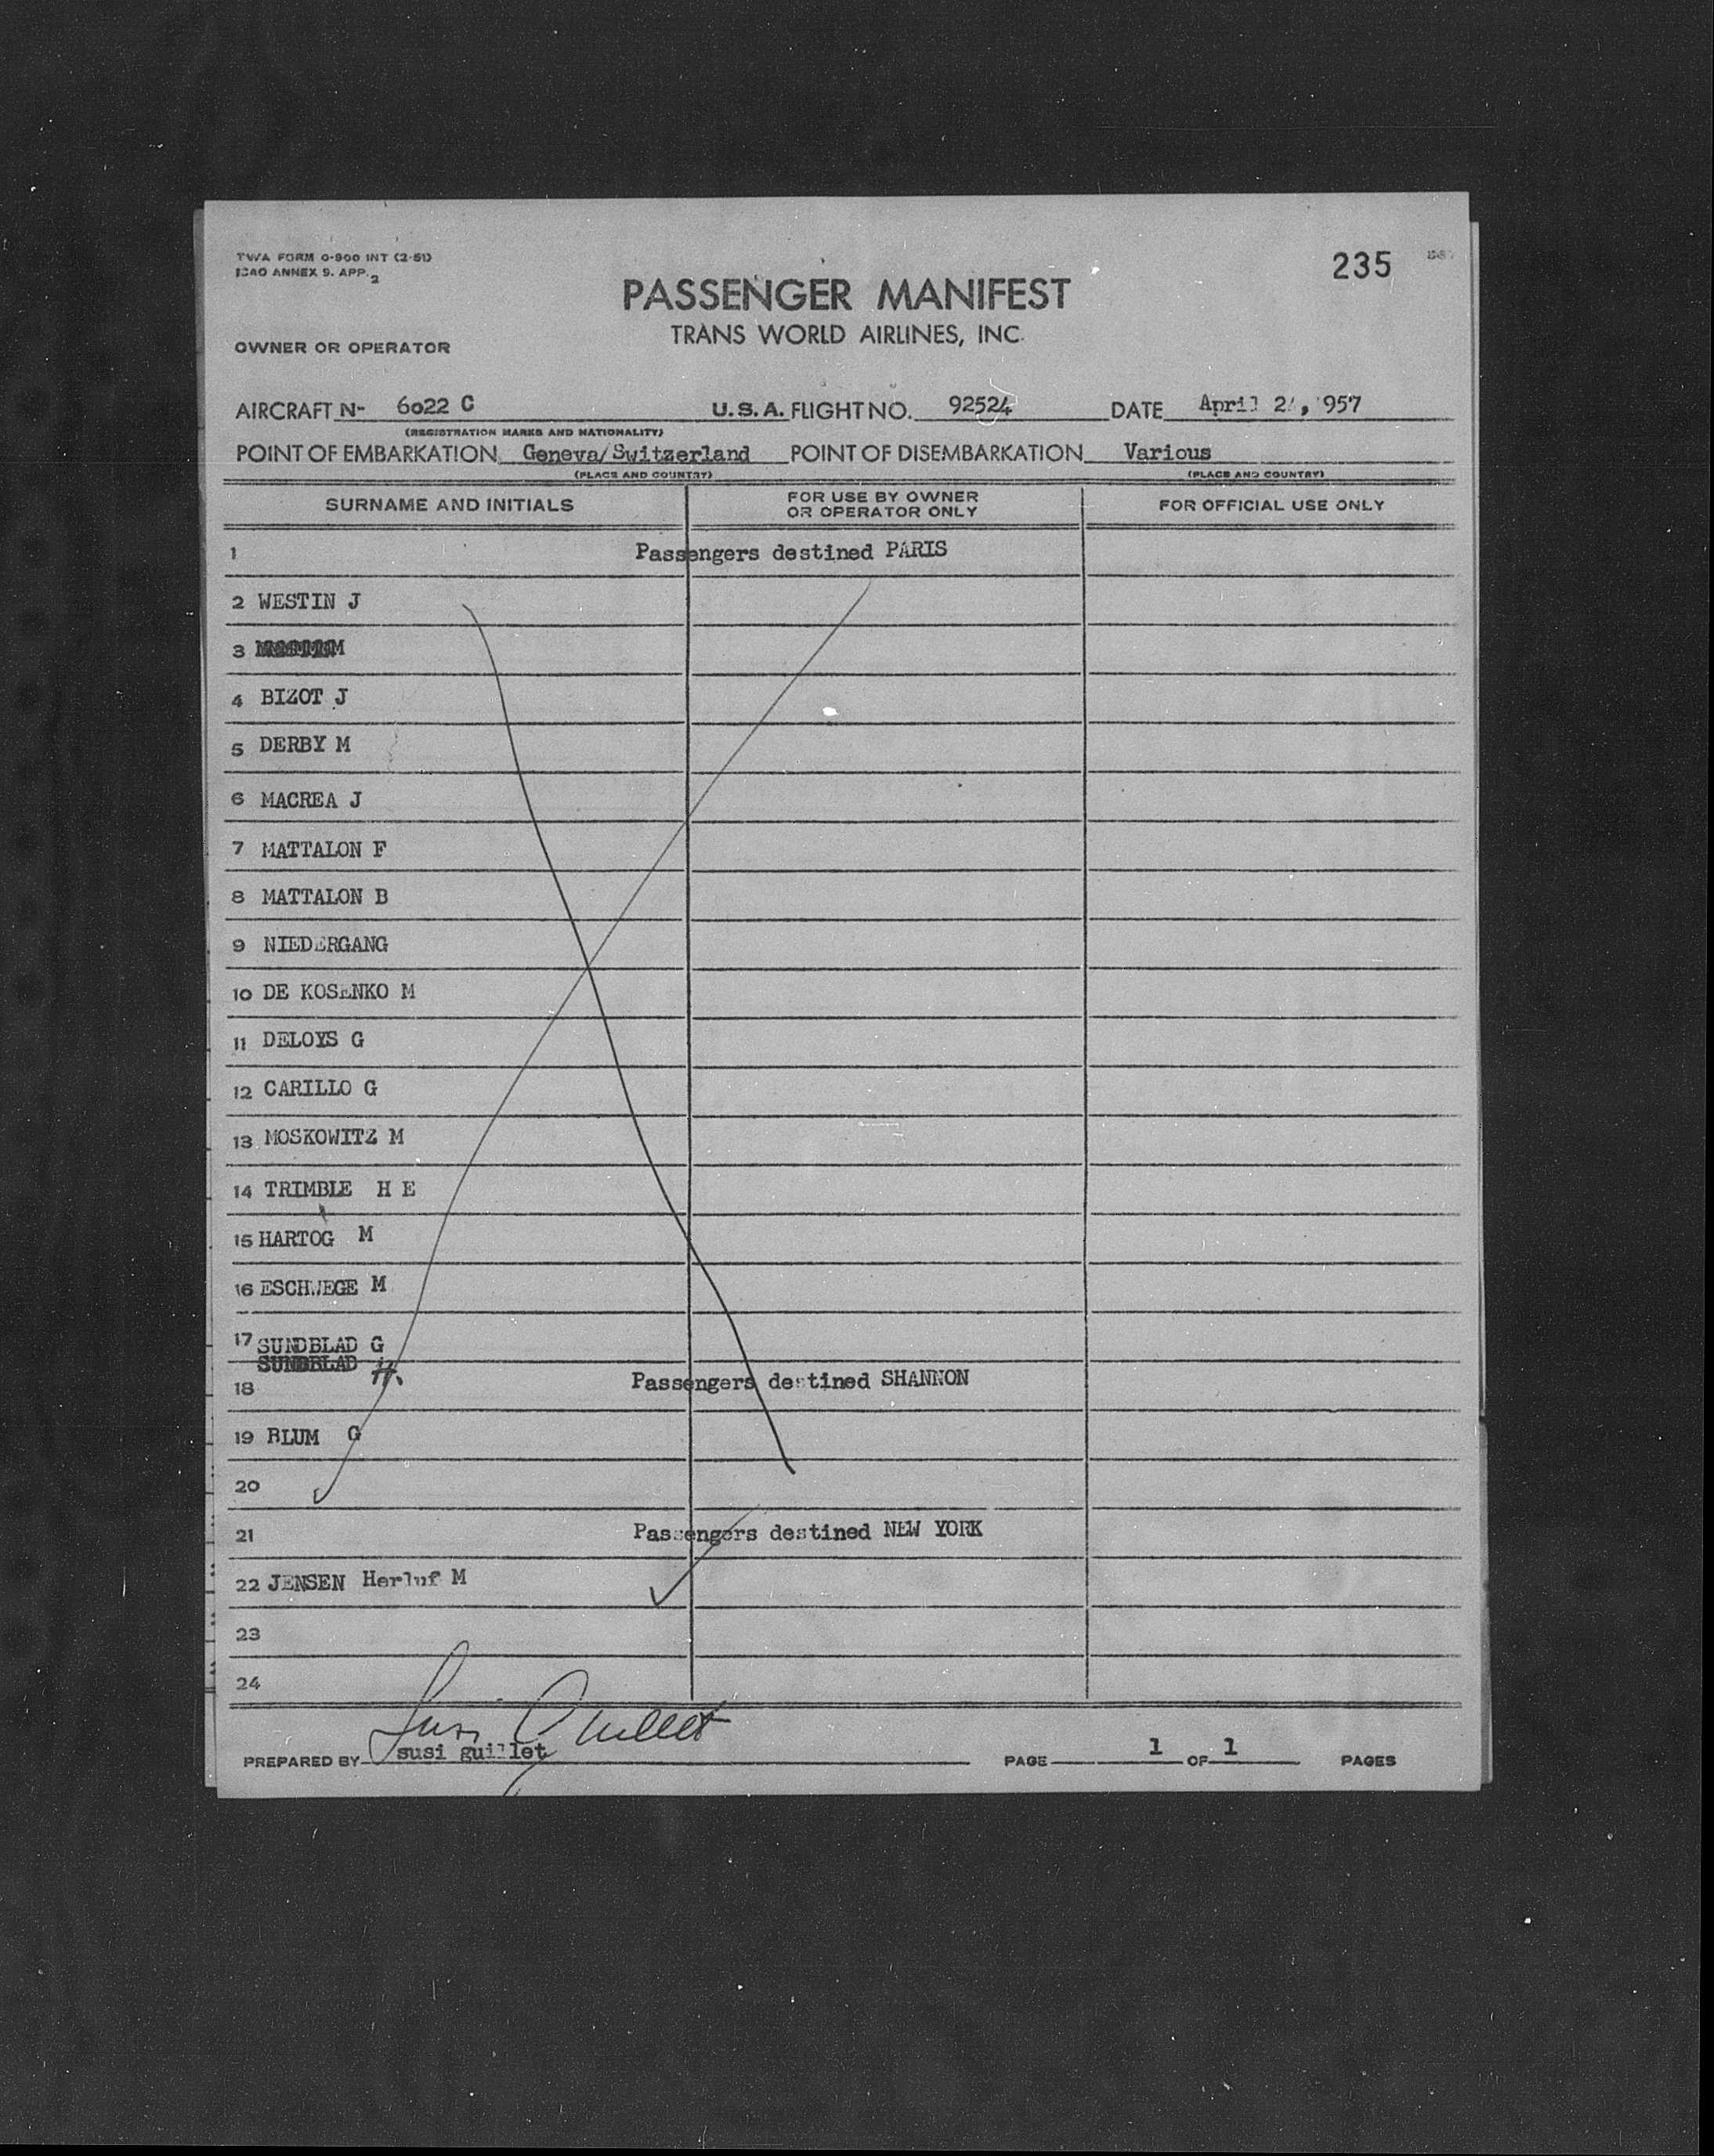 TWA FORM O-900 INT (2-51)
ICAO ANNEX 9. APP. 2
235
PASSENGER MANIFEST
TRANS WORLD AIRLINES, INC.
OWNER OR OPERATOR
AIRCRAFT N- 6022 C U.S.A. FLIGHT NO. 92524 DATE April
(REGISTRATION MARKS AND NATIONALITY)
POINT OF EMBARKATION Geneva/Switzerland POINT OF DISEMBARKATION Various
(PLACE AND COUNTRY) (PLACE AND COUNTRY)
SURNAME AND INITIALS FOR USE BY OWNER OR OPERATOR ONLY FOR OFFICIAL USE ONLY
1 Passengers destined PARIS
2 WESTIN J
3
4 BIZOT J
5 DERBY M
6 MACREA J
7 MATTALON F
8 MATTALON B
9 NIEDERGANG
10 DE KOSENKO M
11 DELOYS G
12 CARILLO G
13 MOSKOWITZ M
14 TRIMBLE H E
15 HARTOG M
16 ESCHWEGE M
17 SUNDBLAD G
SUNDBLAD H.
18 Passengers destined SHANNON
19 BLUM G
20
21 Passengers destined NEW YORK
22 JENSEN Herluf M
23
24
Susi Guillet
PREPARED BY susi guillet PAGE 1 OF 1 PAGES